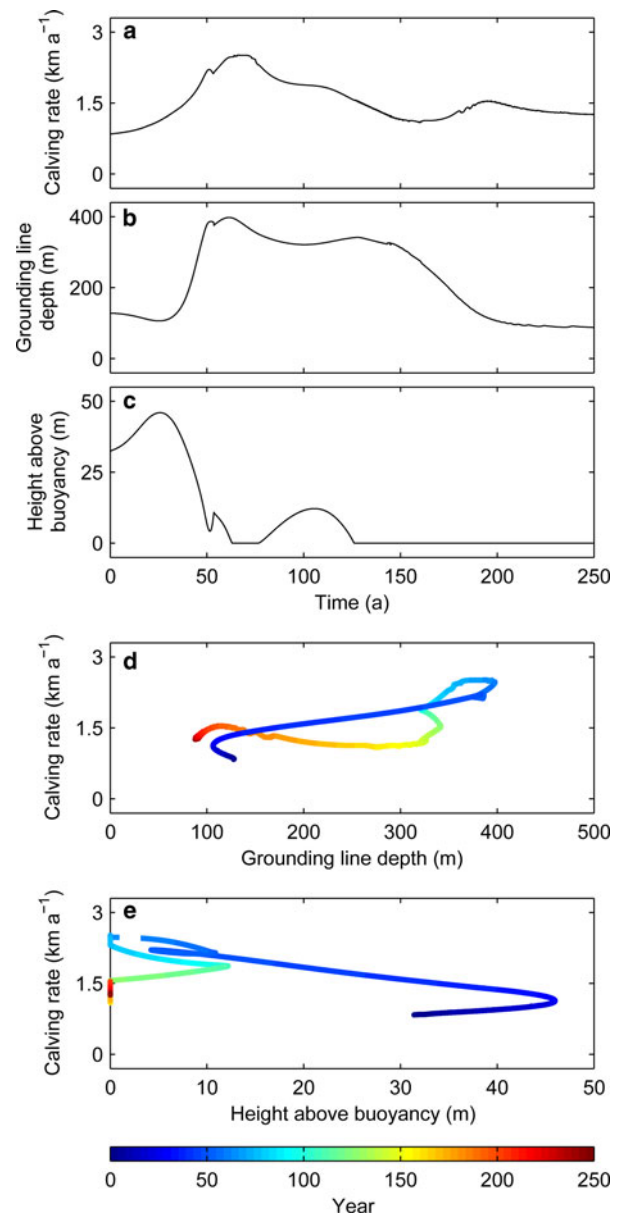 a
Calving rate (km a⁻¹)
3
1.5
0
b
Grounding line
depth (m)
400
200
0
c
Height above
buoyancy (m)
50
25
0
0 50 100 150 200 250
Time (a)
d
Calving rate (km a⁻¹)
3
1.5
0
0 100 200 300 400 500
Grounding line depth (m)
e
Calving rate (km a⁻¹)
3
1.5
0
0 10 20 30 40 50
Height above buoyancy (m)
0 50 100 150 200 250
Year